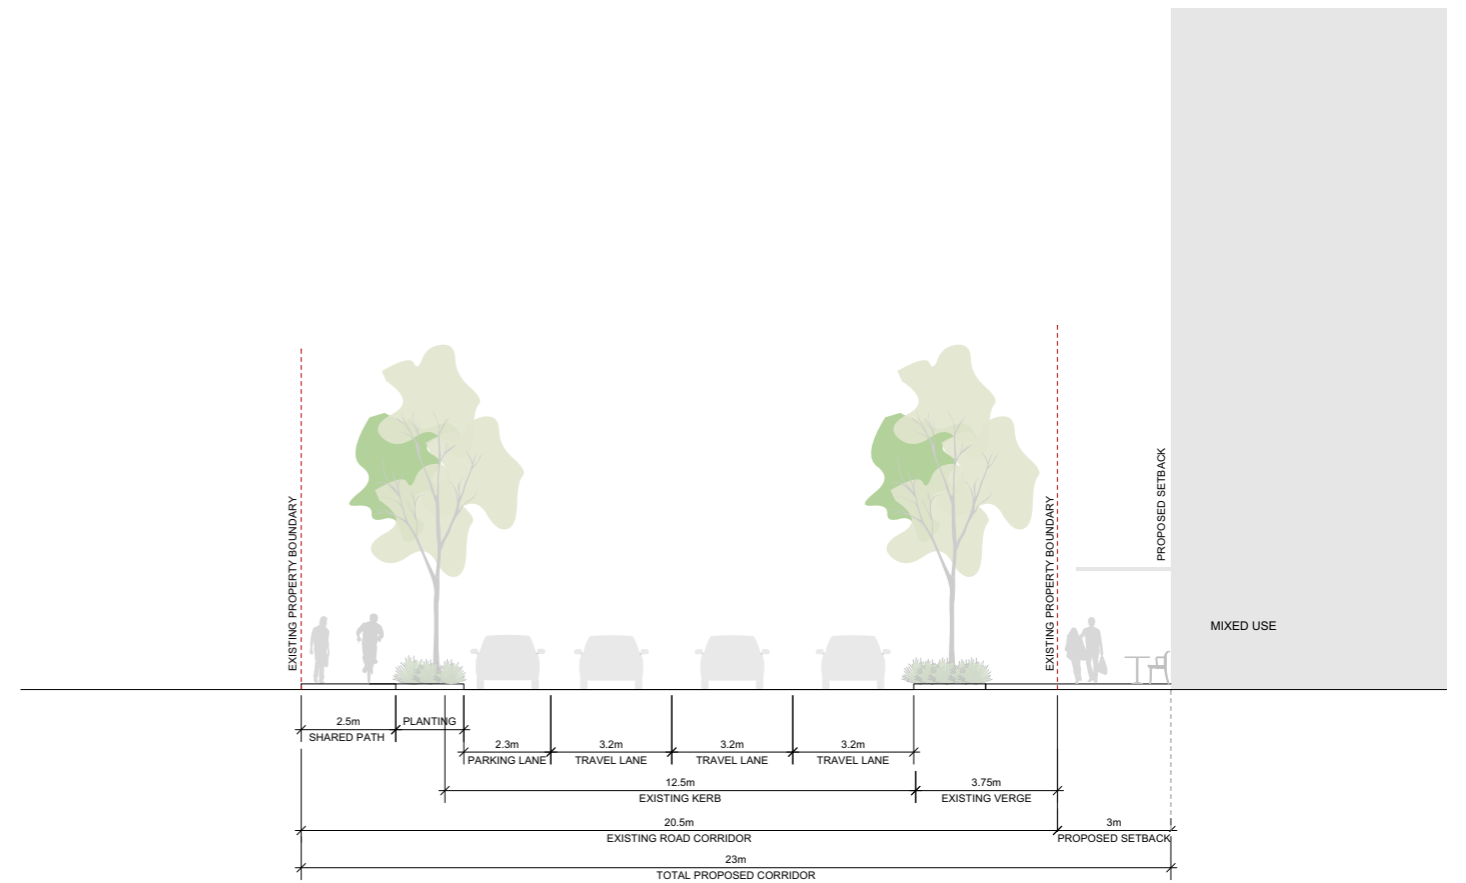 PROPOSED SETBACK
EXISTING PROPERTY BOUNDARY
EXISTING PROPERTY BOUNDARY
MIXED USE
2.5m
SHARED PATH
PLANTING
2.3m
PARKING LANE
3.2m
TRAVEL LANE
3.2m
TRAVEL LANE
3.2m
TRAVEL LANE
12.5m
EXISTING KERB
3.75m
EXISTING VERGE
20.5m
EXISTING ROAD CORRIDOR
3m
PROPOSED SETBACK
23m
TOTAL PROPOSED CORRIDOR